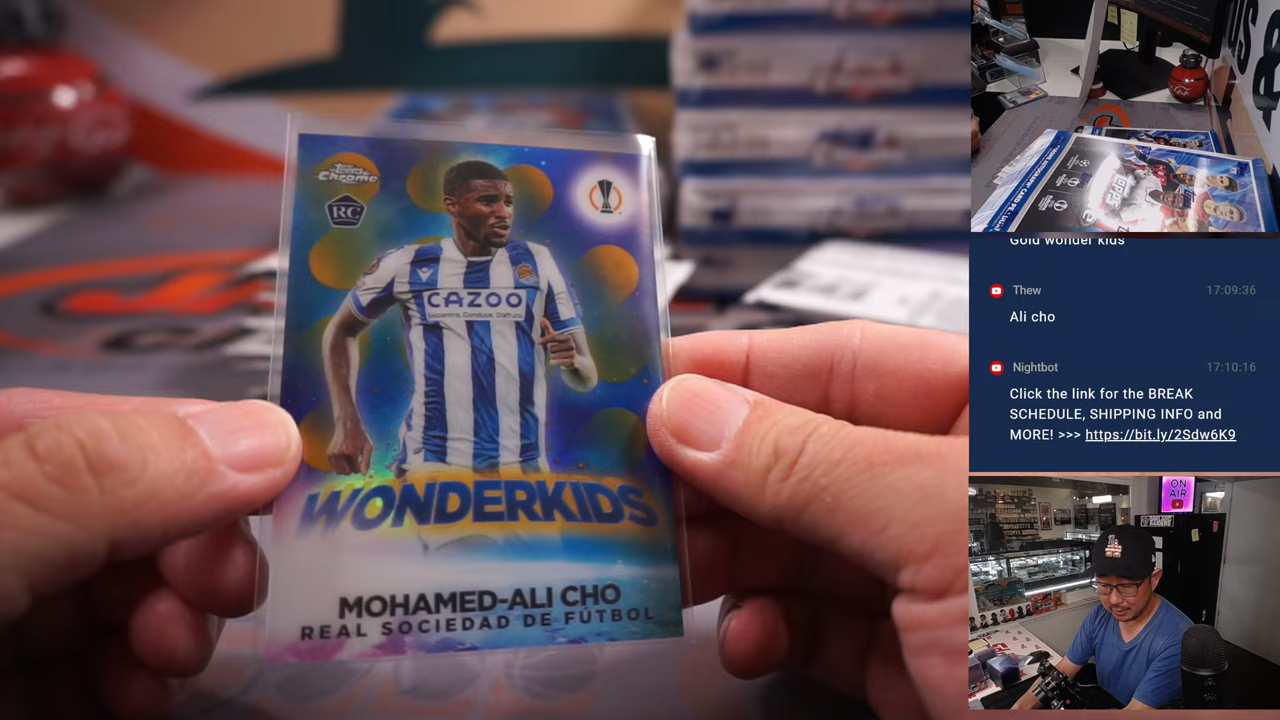 Topps
Chrome
RC
CAZOO
WONDERKIDS
MOHAMED-ALI CHO
REAL SOCIEDAD DE FÚTBOL
US &
Gold wonder kids
Thew 17:09:36
Ali cho
Nightbot 17:10:16
Click the link for the BREAK
SCHEDULE, SHIPPING INFO and
MORE! >>> https://bit.ly/2Sdw6K9
ON
AIR